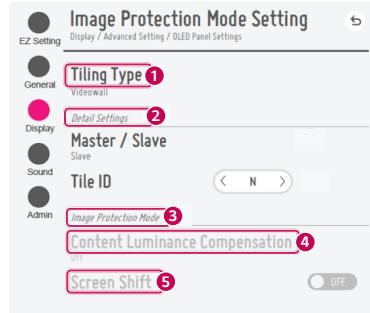 Image Protection Mode Setting
Display / Advanced Setting / OLED Panel Settings
EZ Setting
General
Display
Sound
Admin
Tiling Type 1
Videowall
Detail Settings 2
Master / Slave
Slave
Tile ID
N
Image Protection Mode 3
Content Luminance Compensation 4
Off
Screen Shift 5
OFF